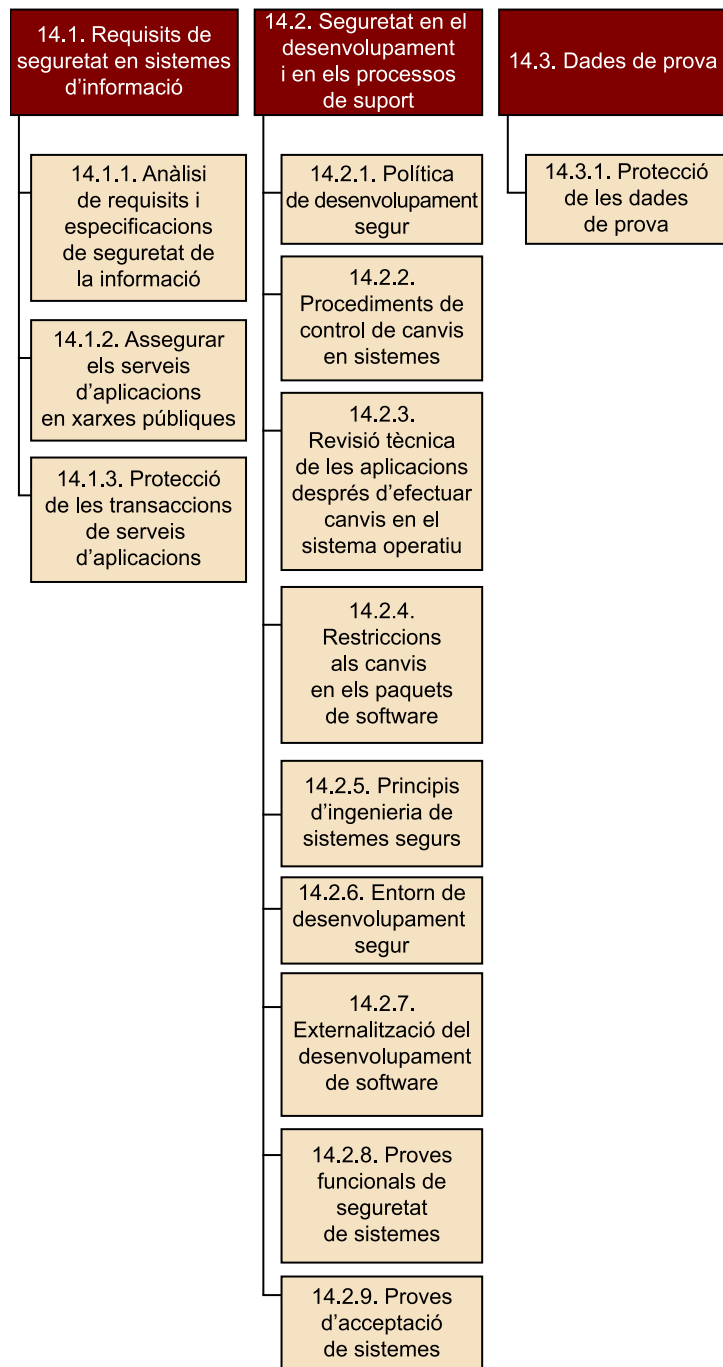 14.1. Requisits de
seguretat en sistemes
d’informació
14.1.1. Anàlisi
de requisits i
especificacions
de seguretat de
la informació
14.1.2. Assegurar
els serveis
d’aplicacions
en xarxes públiques
14.1.3. Protecció
de les transaccions
de serveis
d’aplicacions
14.2. Seguretat en el
desenvolupament
i en els processos
de suport
14.2.1. Política
de desenvolupament
segur
14.2.2.
Procediments de
control de canvis
en sistemes
14.2.3.
Revisió tècnica
de les aplicacions
després d’efectuar
canvis en el
sistema operatiu
14.2.4.
Restriccions
als canvis
en els paquets
de software
14.2.5. Principis
d’ingenieria de
sistemes segurs
14.2.6. Entorn de
desenvolupament
segur
14.2.7.
Externalització del
desenvolupament
de software
14.2.8. Proves
funcionals de
seguretat
de sistemes
14.2.9. Proves
d’acceptació
de sistemes
14.3. Dades de prova
14.3.1. Protecció
de les dades
de prova